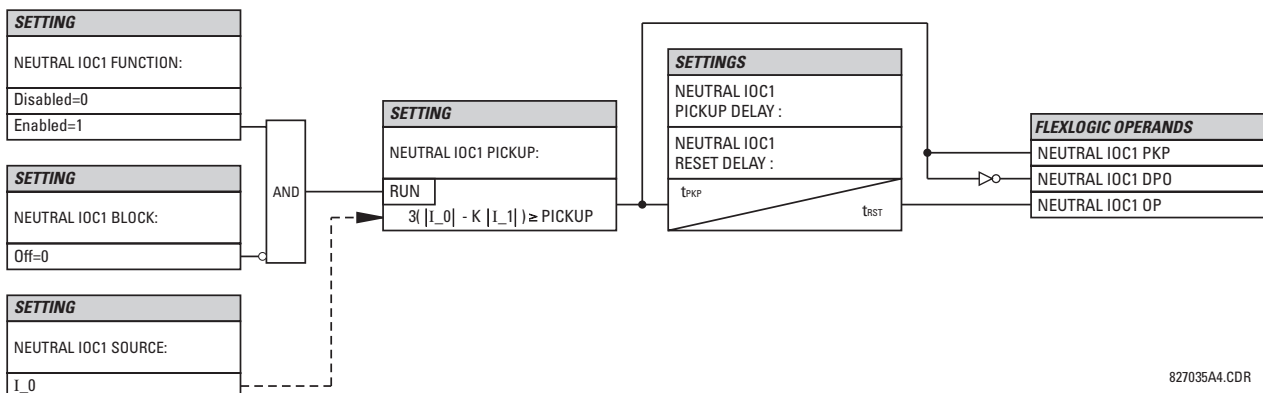 SETTING
NEUTRAL IOC1 FUNCTION:
Disabled=0
Enabled=1
SETTING
NEUTRAL IOC1 BLOCK:
Off=0
SETTING
NEUTRAL IOC1 SOURCE:
I_0
AND
SETTING
NEUTRAL IOC1 PICKUP:
RUN
3( |I_0| - K |I_1| ) ≥ PICKUP
SETTINGS
NEUTRAL IOC1
PICKUP DELAY :
NEUTRAL IOC1
RESET DELAY :
tPKP
tRST
FLEXLOGIC OPERANDS
NEUTRAL IOC1 PKP
NEUTRAL IOC1 DPO
NEUTRAL IOC1 OP
827035A4.CDR